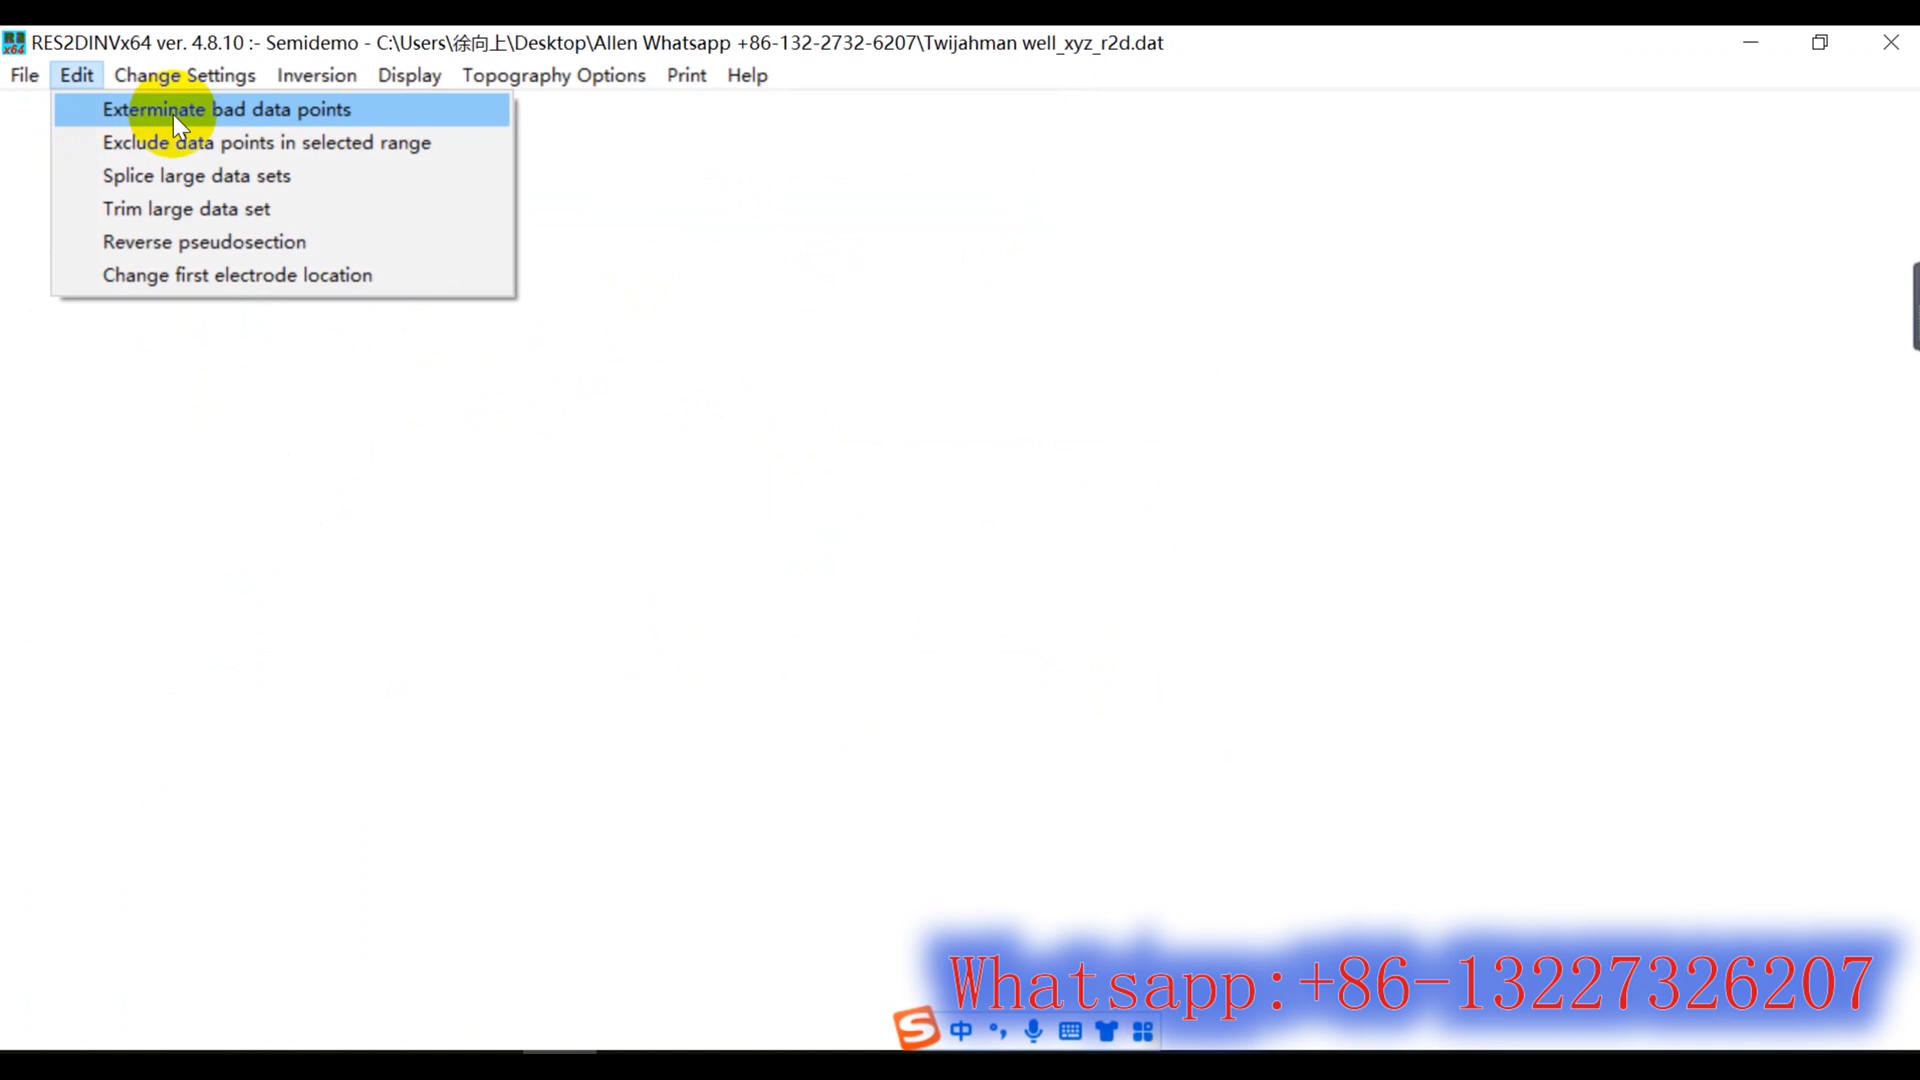 RES2DINVx64 ver. 4.8.10 :- Semidemo - C:\Users\徐向上\Desktop\Allen Whatsapp +86-132-2732-6207\Twijahman well_xyz_r2d.dat
File Edit Change Settings Inversion Display Topography Options Print Help
Exterminate bad data points
Exclude data points in selected range
Splice large data sets
Trim large data set
Reverse pseudosection
Change first electrode location
Whatsapp:+86-13227326207
中